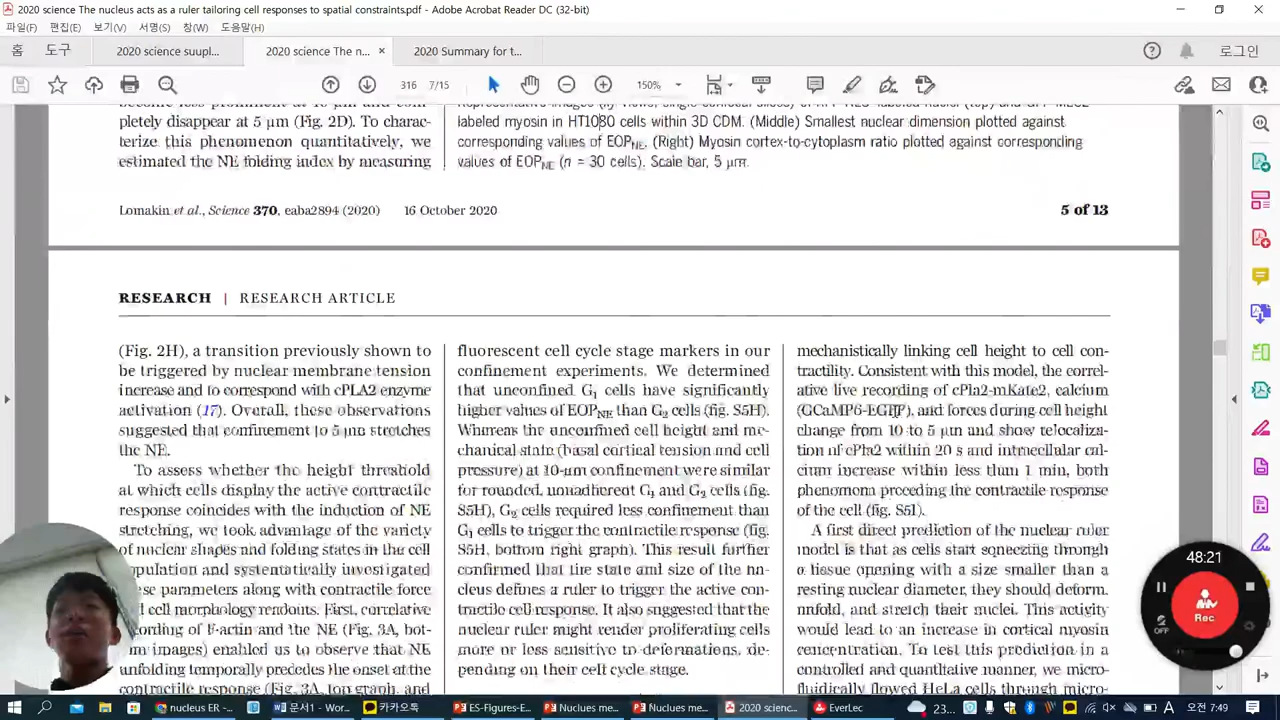 2020 science The nucleus acts as a ruler tailoring cell responses to spatial constraints.pdf - Adobe Acrobat Reader DC (32-bit)
파일(F) 편집(E) 보기(V) 서명(S) 창(W) 도움말(H)
홈 도구 2020 science suupl... 2020 science The n... × 2020 Summary for t... 로그인
316 7/15 150%
pletely disappear at 5 μm (Fig. 2D). To charac-
terize this phenomenon quantitatively, we
estimated the NE folding index by measuring
labeled myosin in HT1080 cells within 3D CDM. (Middle) Smallest nuclear dimension plotted against
corresponding values of EOPNE. (Right) Myosin cortex-to-cytoplasm ratio plotted against corresponding
values of EOPNE (n = 30 cells). Scale bar, 5 μm.
Lomakin et al., Science 370, eaba2894 (2020) 16 October 2020 5 of 13
RESEARCH | RESEARCH ARTICLE
(Fig. 2H), a transition previously shown to
be triggered by nuclear membrane tension
increase and to correspond with cPLA2 enzyme
activation (17). Overall, these observations
suggested that confinement to 5 μm stretches
the NE.
To assess whether the height threshold
at which cells display the active contractile
response coincides with the induction of NE
stretching, we took advantage of the variety
of nuclear shapes and folding states in the cell
population and systematically investigated
parameters along with contractile force
cell morphology readouts. First, correlative
of F-actin and the NE (Fig. 3A, bot-
images) enabled us to observe that NE
unfolding temporally precedes the onset of the
contractile response (Fig. 3A, top graph, and
fluorescent cell cycle stage markers in our
confinement experiments. We determined
that unconfined G1 cells have significantly
higher values of EOPNE than G2 cells (fig. S5H).
Whereas the unconfined cell height and me-
chanical state (basal cortical tension and cell
pressure) at 10-μm confinement were similar
for rounded, nonadherent G1 and G2 cells (fig.
S5H), G2 cells required less confinement than
G1 cells to trigger the contractile response (fig.
S5H, bottom right graph). This result further
confirmed that the state and size of the nu-
cleus defines a ruler to trigger the active con-
tractile cell response. It also suggested that the
nuclear ruler might render proliferating cells
more or less sensitive to deformations, de-
pending on their cell cycle stage.
mechanistically linking cell height to cell con-
tractility. Consistent with this model, the correl-
ative live recording of cPla2-mKate2, calcium
(GCaMP6-EGFP), and forces during cell height
change from 10 to 5 μm and show relocaliza-
tion of cPla2 within 20 s and intracellular cal-
cium increase within less than 1 min, both
phenomon preceding the contractile response
of the cell (fig. S5I).
A first direct prediction of the nuclear ruler
model is that as cells start squeezing through
a tissue opening with a size smaller than a
resting nuclear diameter, they should deform,
unfold, and stretch their nuclei. This activity
would lead to an increase in cortical myosin
concentration. To test this prediction in a
controlled and quantitative manner, we micro-
fluidically flowed HeLa cells through micro-
48:21
Rec
OFF
nucleus ER -... 문서1 - Wor... 카카오톡 ES-Figures-E... Nuclues me... Nuclues me... 2020 scienc... EverLec 23... A 오전 7:49